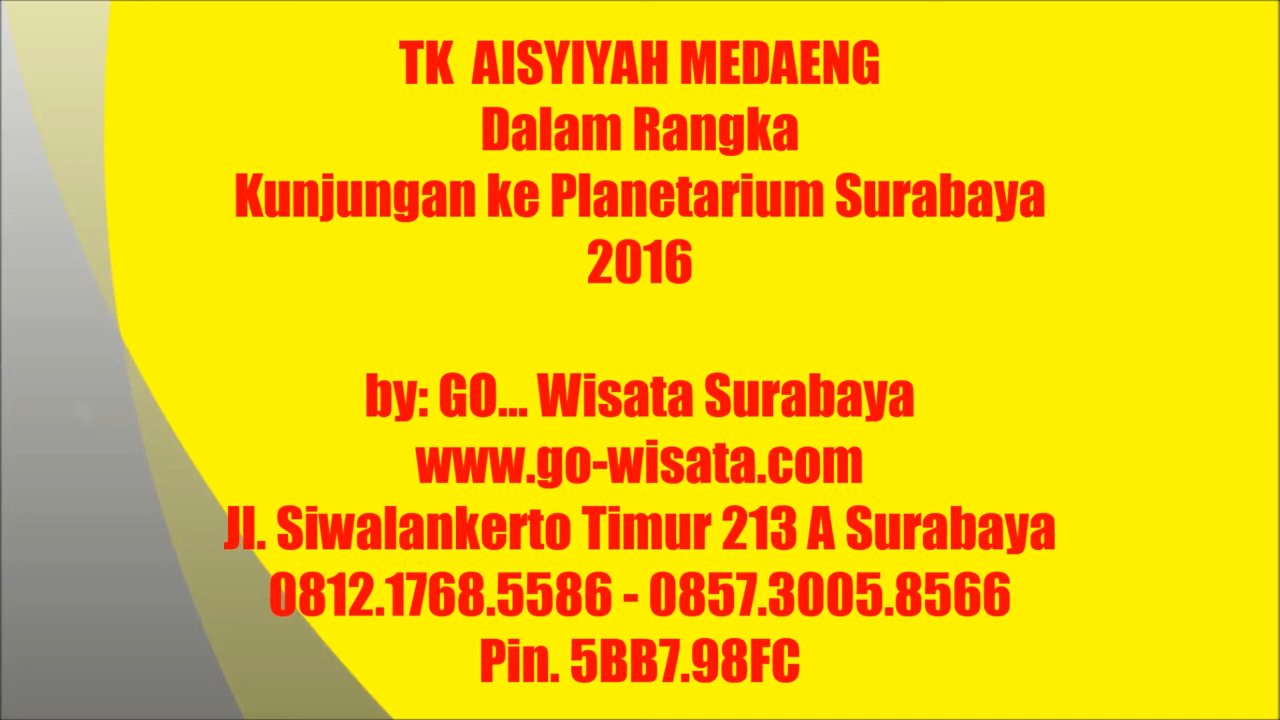 TK AISYIYAH MEDAENG
Dalam Rangka
Kunjungan ke Planetarium Surabaya
2016
by: GO... Wisata Surabaya
www.go-wisata.com
Jl. Siwalankerto Timur 213 A Surabaya
0812.1768.5586 - 0857.3005.8566
Pin. 5BB7.98FC